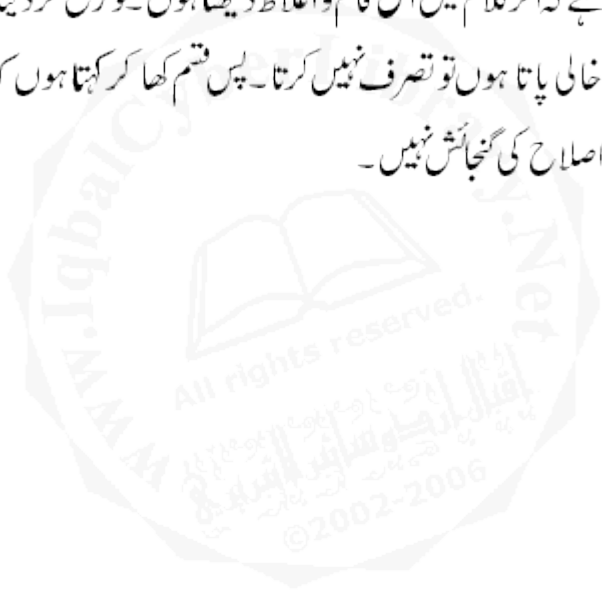 ہے کہ اگر کلام میں
خالی پاتا ہوں تو تصرف نہیں کرتا۔ پس قسم کھا کر کہتا ہوں
اصلاح کی گنجائش نہیں۔
www.IqbalCyberLibrary.Net
All rights reserved.
©2002-2006